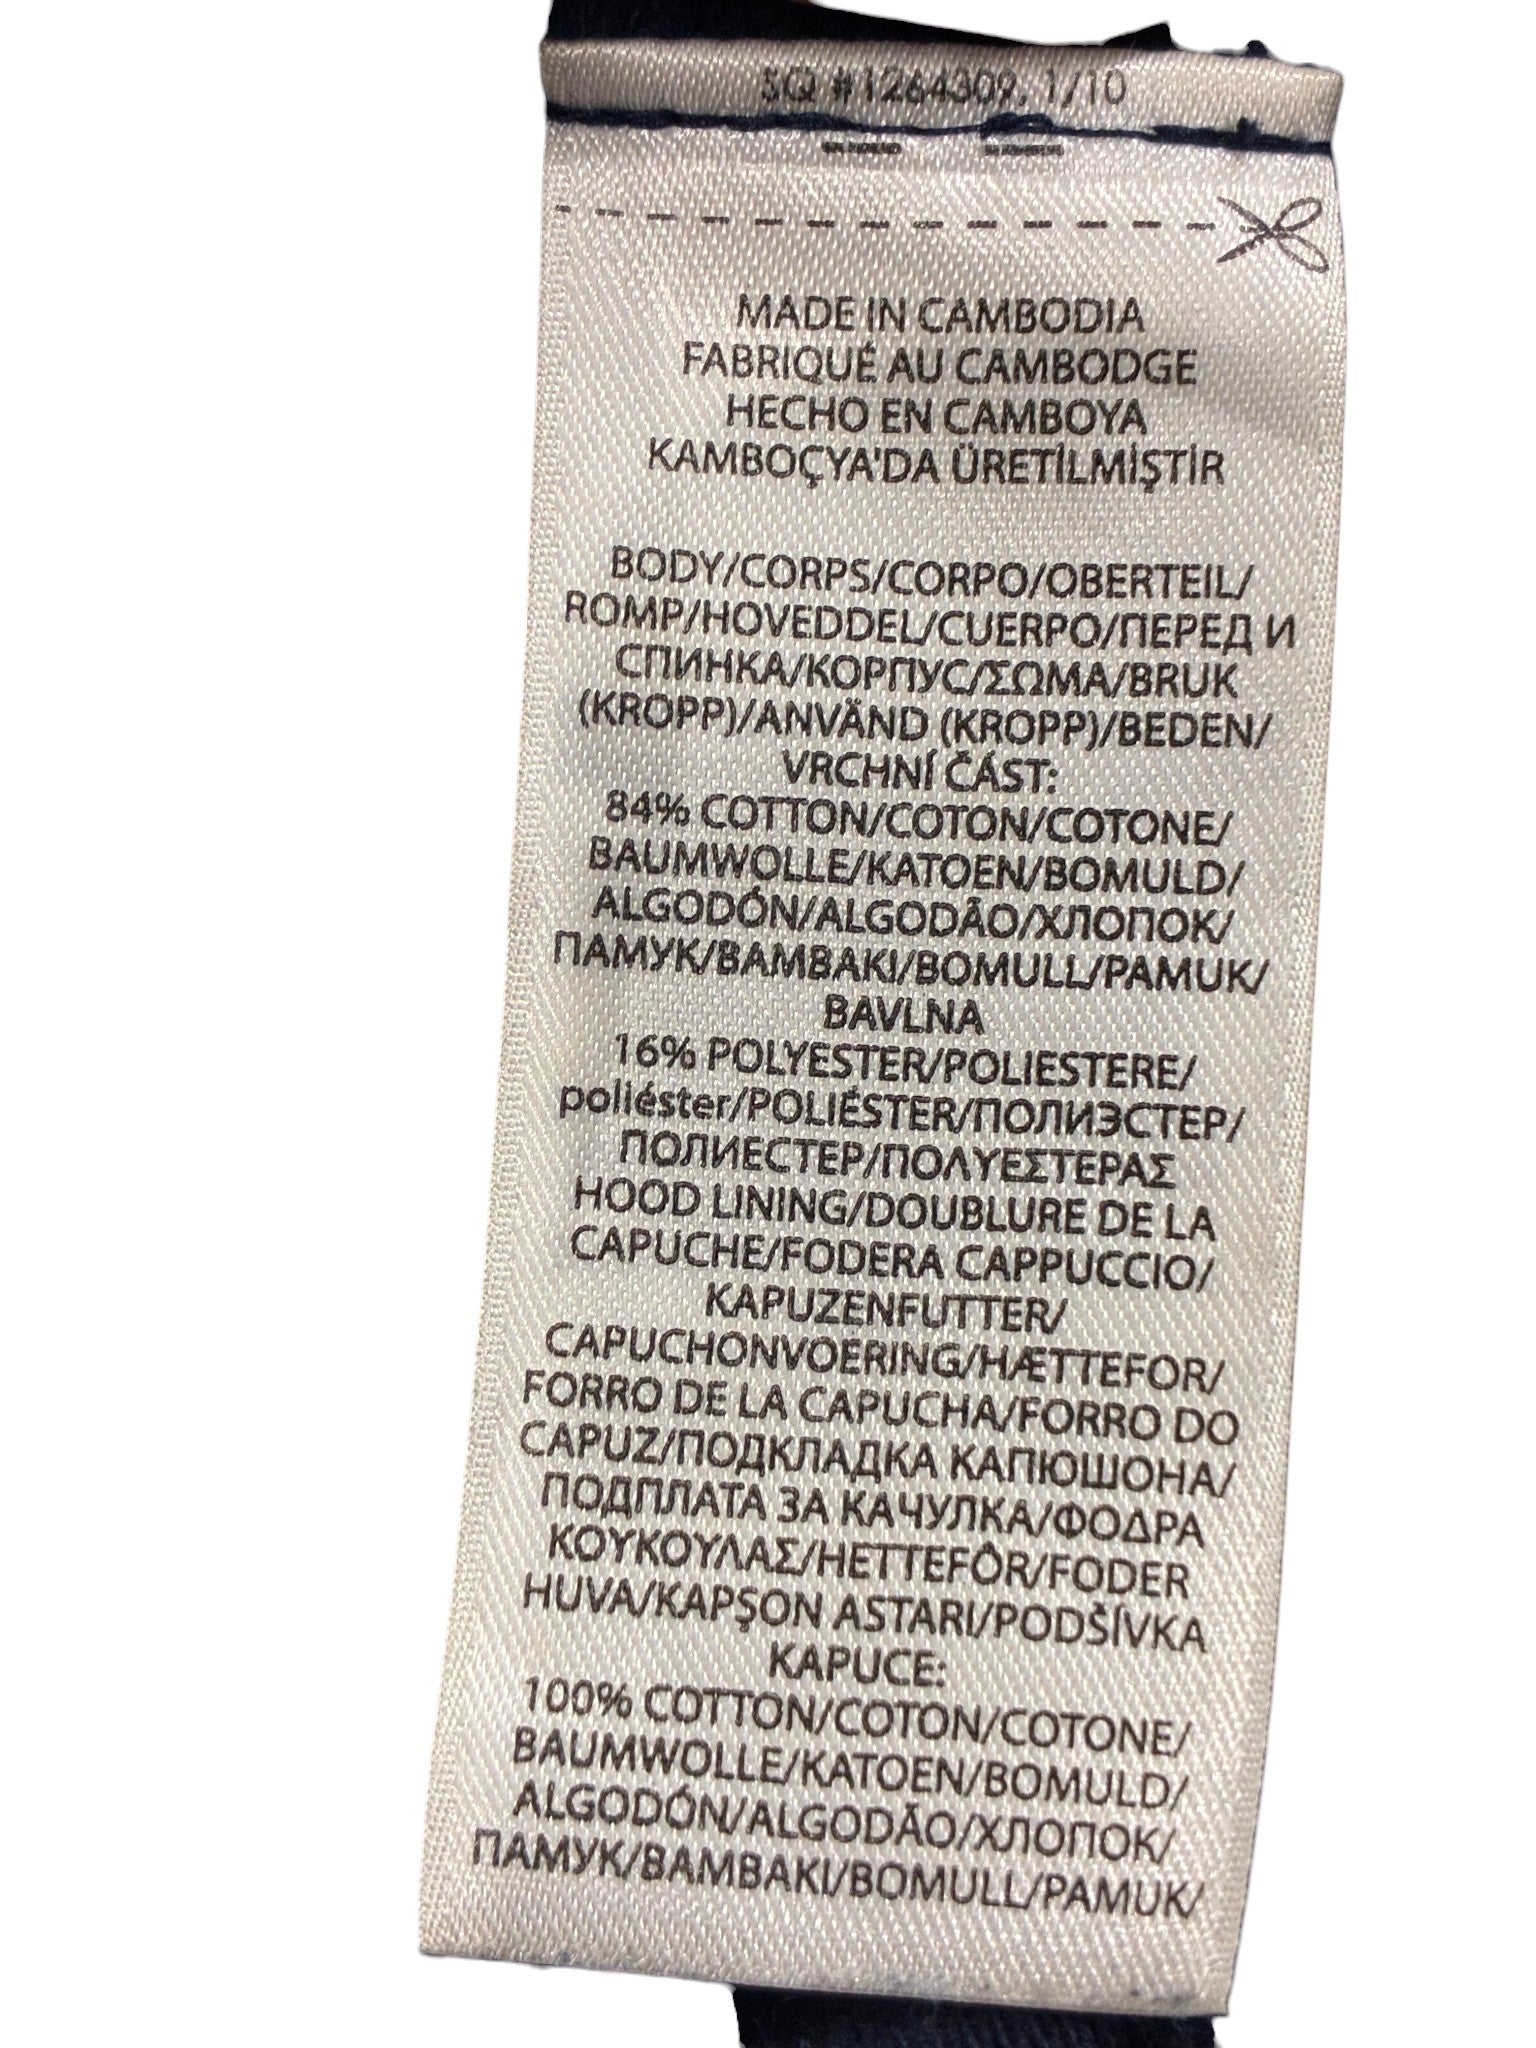 SQ #1264309, 1/10
MADE IN CAMBODIA
FABRIQUÉ AU CAMBODGE
HECHO EN CAMBOYA
KAMBOÇYA'DA ÜRETİLMİŞTİR
BODY/CORPS/CORPO/OBERTEIL/
ROMP/HOVEDDEL/CUERPO/ПЕРЕД И
СПИНКА/КОРПУС/ΣΩΜΑ/BRUK
(KROPP)/ANVÄND (KROPP)/BEDEN/
VRCHNÍ ČÁST:
84% COTTON/COTON/COTONE/
BAUMWOLLE/KATOEN/BOMULD/
ALGODÓN/ALGODÃO/ХЛОПОК/
ПАМУК/BAMBAKI/BOMULL/PAMUK/
BAVLNA
16% POLYESTER/POLIESTERE/
poliéster/POLIÉSTER/ПОЛИЭСТЕР/
ПОЛИЕСТЕР/ΠΟΛΥΕΣΤΕΡΑΣ
HOOD LINING/DOUBLURE DE LA
CAPUCHE/FODERA CAPPUCCIO/
KAPUZENFUTTER/
CAPUCHONVOERING/HÆTTEFOR/
FORRO DE LA CAPUCHA/FORRO DO
CAPUZ/ПОДКЛАДКА КАПЮШОНА/
ПОДПЛАТА ЗА КАЧУЛКА/ΦΟΔΡΑ
ΚΟΥΚΟΥΛΑΣ/HETTEFÔR/FODER
HUVA/KAPŞON ASTARI/PODŠÍVKA
KAPUCE:
100% COTTON/COTON/COTONE/
BAUMWOLLE/KATOEN/BOMULD/
ALGODÓN/ALGODÃO/ХЛОПОК/
ПАМУК/BAMBAKI/BOMULL/PAMUK/